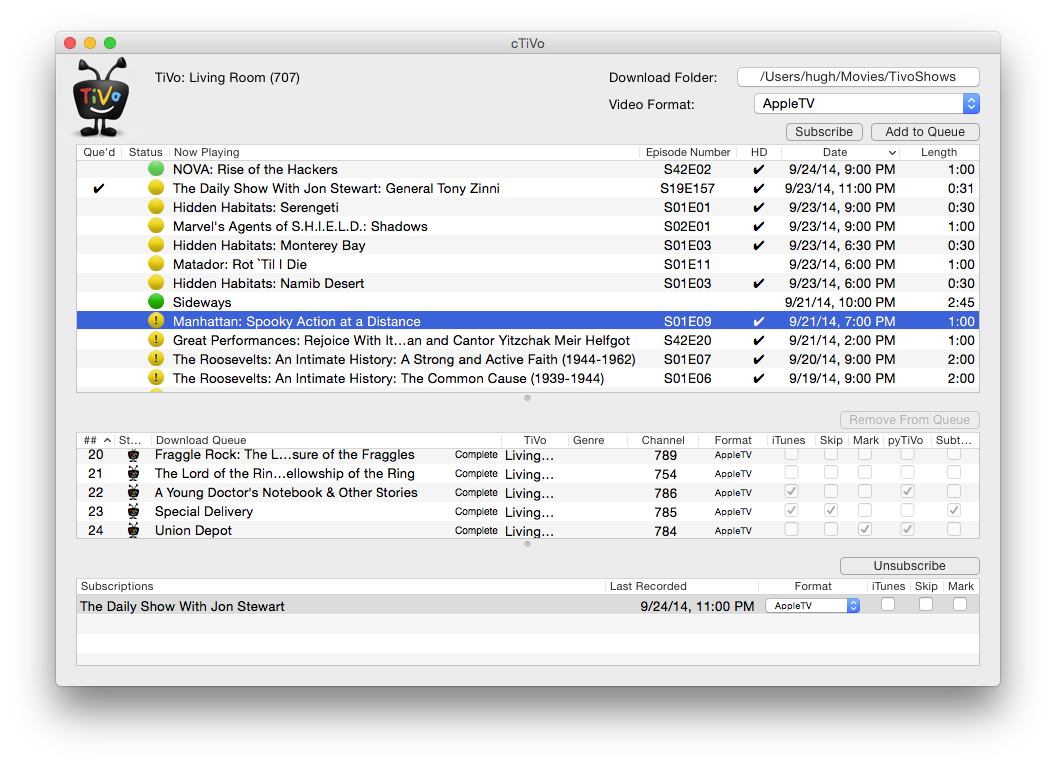 cTiVo
TiVo
TiVo: Living Room (707)
Download Folder: /Users/hugh/Movies/TivoShows
Video Format: AppleTV
Subscribe Add to Queue
Que'd Status Now Playing Episode Number HD Date Length
NOVA: Rise of the Hackers S42E02 ✔ 9/24/14, 9:00 PM 1:00
✔ The Daily Show With Jon Stewart: General Tony Zinni S19E157 ✔ 9/23/14, 11:00 PM 0:31
Hidden Habitats: Serengeti S01E01 ✔ 9/23/14, 9:00 PM 0:30
Marvel's Agents of S.H.I.E.L.D.: Shadows S02E01 ✔ 9/23/14, 9:00 PM 1:00
Hidden Habitats: Monterey Bay S01E03 ✔ 9/23/14, 6:30 PM 0:30
Matador: Rot `Til I Die S01E11 9/23/14, 6:00 PM 1:00
Hidden Habitats: Namib Desert S01E03 ✔ 9/23/14, 6:00 PM 0:30
Sideways 9/21/14, 10:00 PM 2:45
! Manhattan: Spooky Action at a Distance S01E09 ✔ 9/21/14, 7:00 PM 1:00
! Great Performances: Rejoice With It...an and Cantor Yitzchak Meir Helfgot S42E20 ✔ 9/21/14, 2:00 PM 1:00
! The Roosevelts: An Intimate History: A Strong and Active Faith (1944-1962) S01E07 ✔ 9/20/14, 9:00 PM 2:00
! The Roosevelts: An Intimate History: The Common Cause (1939-1944) S01E06 ✔ 9/19/14, 9:00 PM 2:00
Remove From Queue
## St... Download Queue TiVo Genre Channel Format iTunes Skip Mark pyTiVo Subt...
20 Fraggle Rock: The L...sure of the Fraggles Complete Living... 789 AppleTV
21 The Lord of the Rin...ellowship of the Ring Complete Living... 754 AppleTV
22 A Young Doctor's Notebook & Other Stories Complete Living... 786 AppleTV
23 Special Delivery Complete Living... 785 AppleTV
24 Union Depot Complete Living... 784 AppleTV
Unsubscribe
Subscriptions Last Recorded Format iTunes Skip Mark
The Daily Show With Jon Stewart 9/24/14, 11:00 PM AppleTV